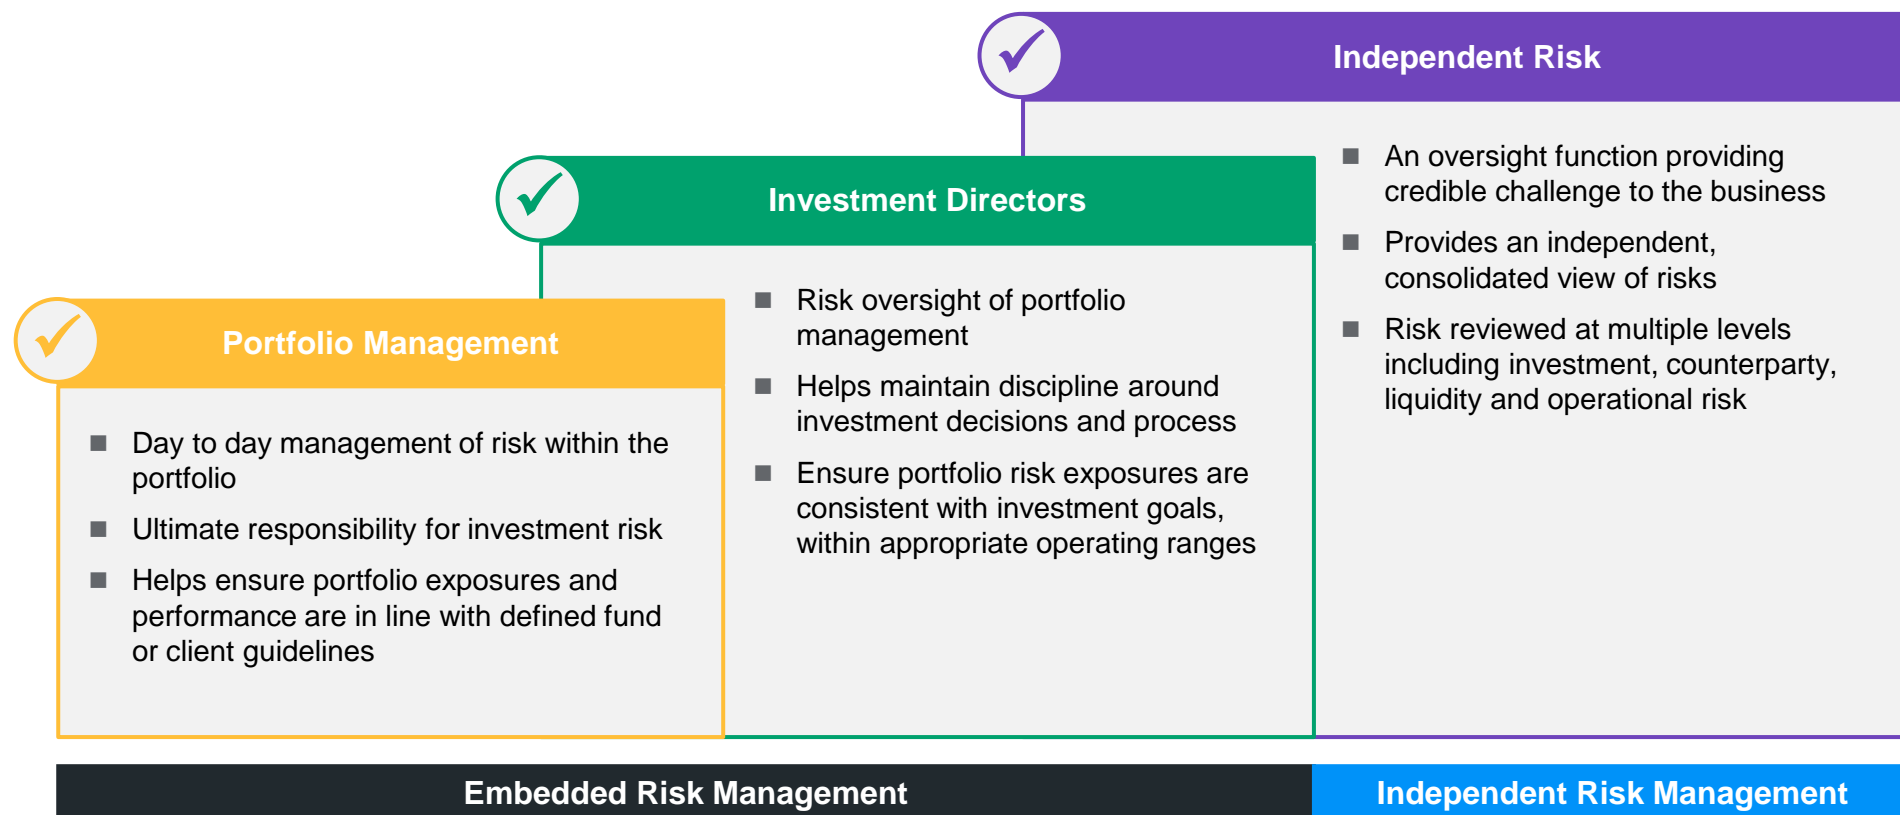 Independent Risk
An oversight function providing
credible challenge to the business
Provides an independent,
consolidated view of risks
Risk reviewed at multiple levels
including investment, counterparty,
liquidity and operational risk
Investment Directors
Risk oversight of portfolio
management
Helps maintain discipline around
investment decisions and process
Ensure portfolio risk exposures are
consistent with investment goals,
within appropriate operating ranges
Portfolio Management
Day to day management of risk within the
portfolio
Ultimate responsibility for investment risk
Helps ensure portfolio exposures and
performance are in line with defined fund
or client guidelines
Embedded Risk Management
Independent Risk Management